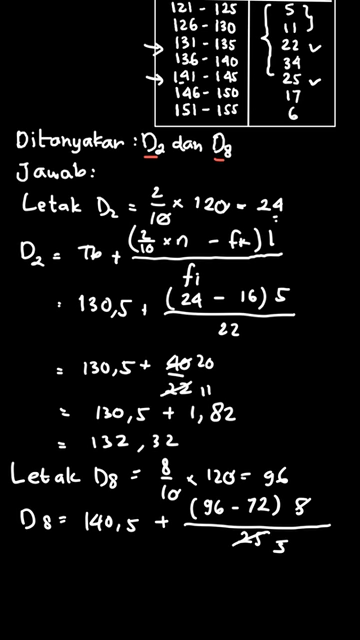 121 - 125 5
126 - 130 11
→ 131 - 135 22 ✓
136 - 140 34
→ 141 - 145 25 ✓
146 - 150 17
151 - 155 6
Ditanyakan : D₂ dan D₈
Jawab :
Letak D₂ = 2/10 × 120 = 24
D₂ = Tb + (2/10 × n - fk) l / fi
= 130,5 + (24 - 16) 5 / 22
= 130,5 + 40 20 / 22 11
= 130,5 + 1,82
= 132,32
Letak D₈ = 8/10 × 120 = 96
D₈ = 140,5 + (96 - 72) 5 / 25 5